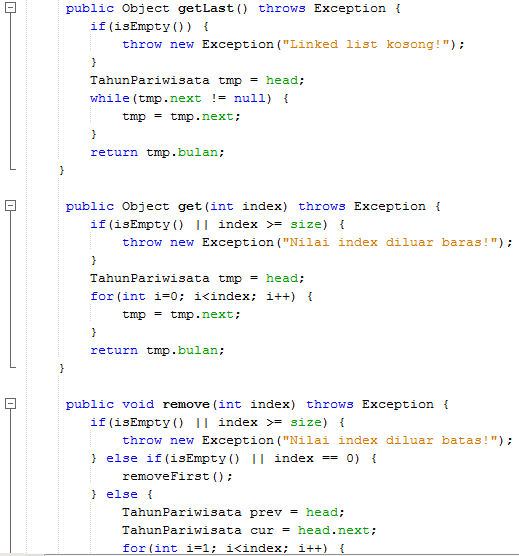 public Object getLast() throws Exception {
if(isEmpty()) {
throw new Exception("Linked list kosong!");
}
TahunPariwisata tmp = head;
while(tmp.next != null) {
tmp = tmp.next;
}
return tmp.bulan;
}
public Object get(int index) throws Exception {
if(isEmpty() || index >= size) {
throw new Exception("Nilai index diluar baras!");
}
TahunPariwisata tmp = head;
for(int i=0; i<index; i++) {
tmp = tmp.next;
}
return tmp.bulan;
}
public void remove(int index) throws Exception {
if(isEmpty() || index >= size) {
throw new Exception("Nilai index diluar baras!");
} else if(isEmpty() || index == 0) {
removeFirst();
} else {
TahunPariwisata prev = head;
TahunPariwisata cur = head.next;
for(int i=1; i<index; i++) {